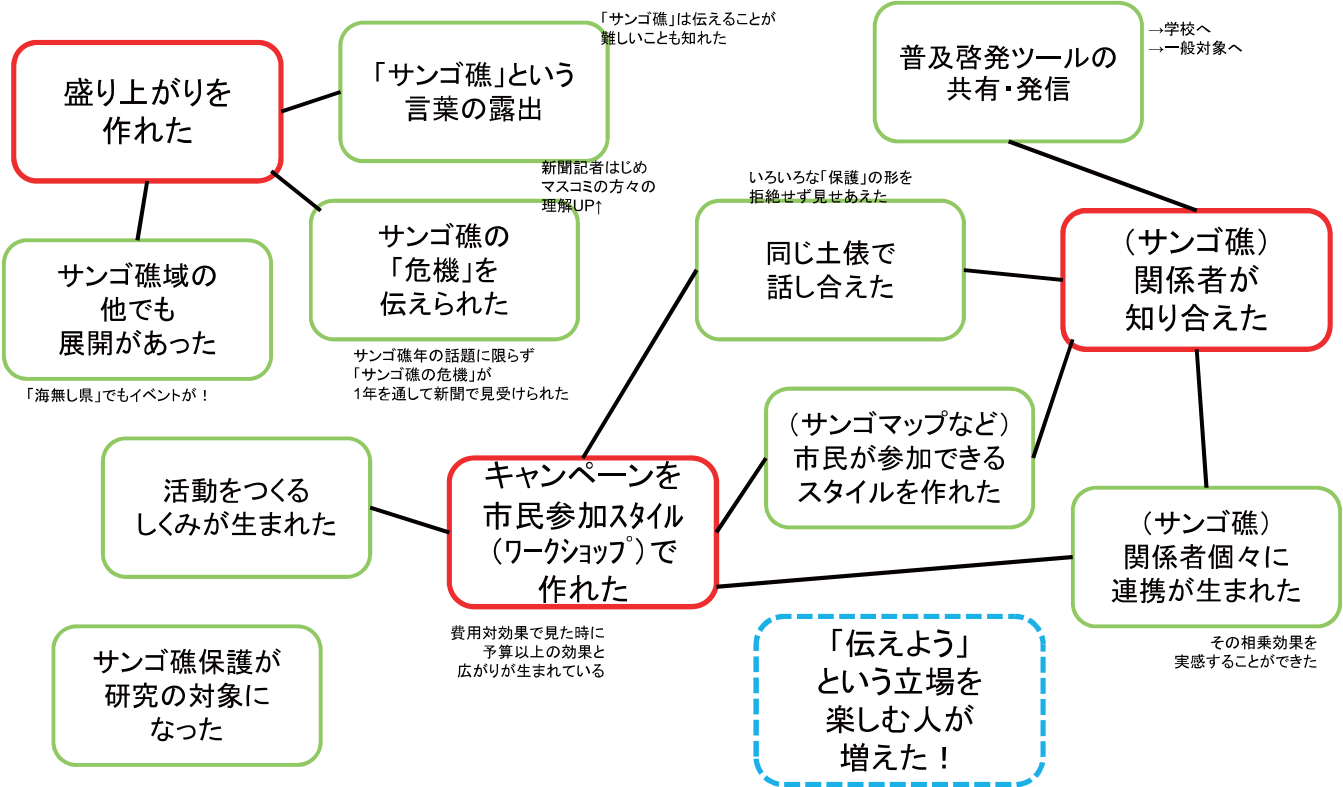 「サンゴ礁」は伝えることが
難しいことも知れた
盛り上がりを
作れた
「サンゴ礁」という
言葉の露出
普及啓発ツールの
共有・発信
→学校へ
→一般対象へ
新聞記者はじめ
マスコミの方々の
理解UP↑
サンゴ礁の
「危機」を
伝えられた
サンゴ礁年の話題に限らず
「サンゴ礁の危機」が
1年を通して新聞で見受けられた
サンゴ礁域の
他でも
展開があった
「海無し県」でもイベントが！
いろいろな「保護」の形を
拒絶せず見せあえた
同じ土俵で
話し合えた
（サンゴ礁）
関係者が
知り合えた
（サンゴマップなど）
市民が参加できる
スタイルを作れた
活動をつくる
しくみが生まれた
キャンペーンを
市民参加ｽﾀｲﾙ
（ﾜｰｸｼｮｯﾌﾟ）で
作れた
費用対効果で見た時に
予算以上の効果と
広がりが生まれている
（サンゴ礁）
関係者個々に
連携が生まれた
その相乗効果を
実感することができた
サンゴ礁保護が
研究の対象に
なった
「伝えよう」
という立場を
楽しむ人が
増えた！